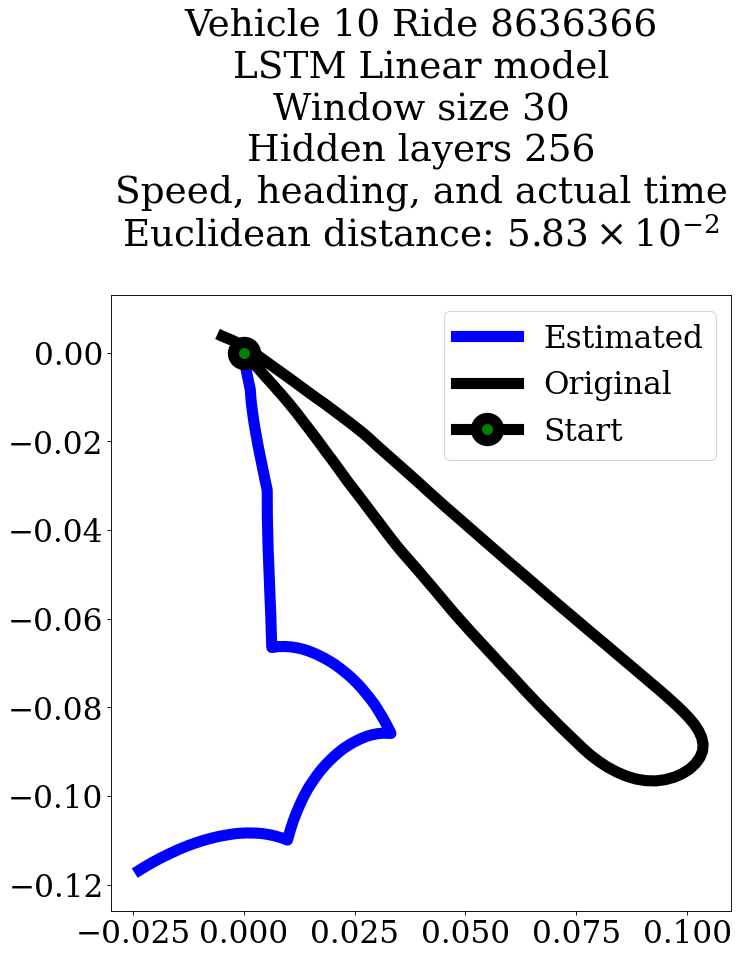 Vehicle 10 Ride 8636366
LSTM Linear model
Window size 30
Hidden layers 256
Speed, heading, and actual time
Euclidean distance: 5.83 × 10⁻²
Estimated
Original
Start
0.00
−0.02
−0.04
−0.06
−0.08
−0.10
−0.12
−0.025 0.000 0.025 0.050 0.075 0.100